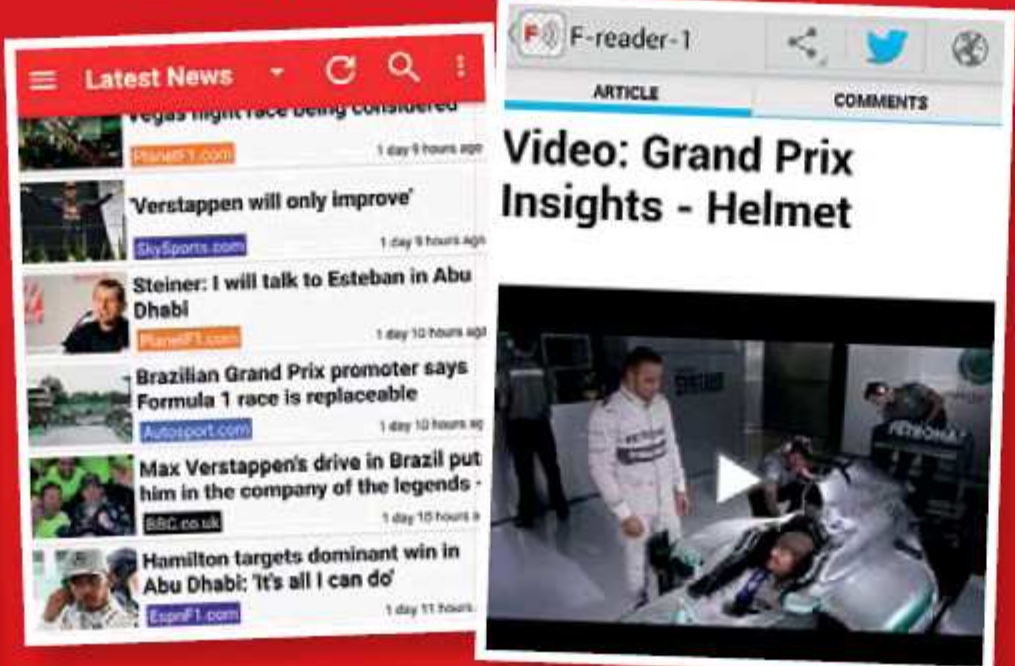 Latest News
Vegas night race being considered
PlanetF1.com
1 day 9 hours ago
'Verstappen will only improve'
SkySports.com
1 day 9 hours ago
Steiner: I will talk to Esteban in Abu
Dhabi
PlanetF1.com
1 day 10 hours ago
Brazilian Grand Prix promoter says
Formula 1 race is replaceable
Autosport.com
1 day 10 hours ag
Max Verstappen's drive in Brazil put
him in the company of the legends -
BBC.co.uk
1 day 10 hours a
Hamilton targets dominant win in
Abu Dhabi: 'It's all I can do'
EspnF1.com
1 day 11 hours
F-reader-1
ARTICLE
COMMENTS
Video: Grand Prix
Insights - Helmet
PETRONAS
PETRONA